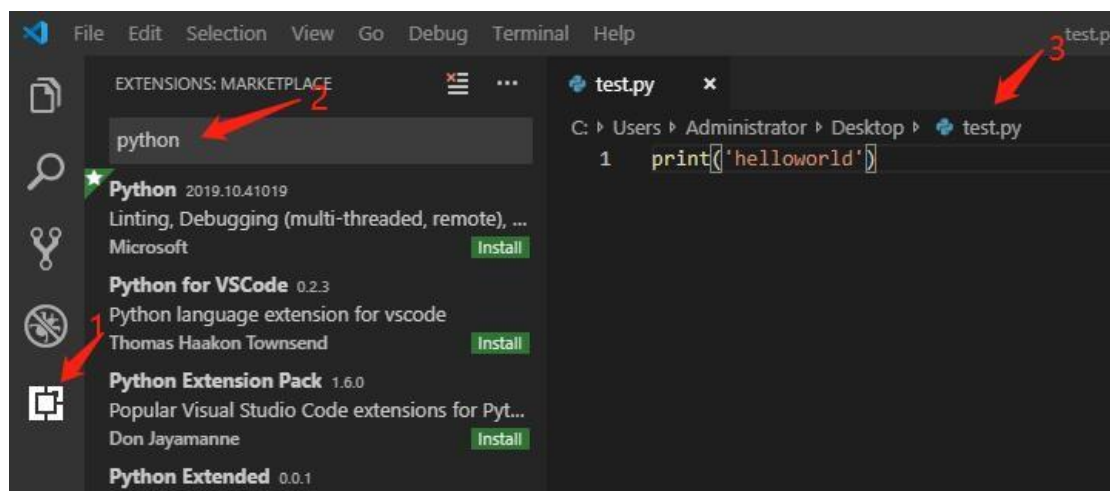 File Edit Selection View Go Debug Terminal Help test.p
EXTENSIONS: MARKETPLACE
2
python
Python 2019.10.41019
Linting, Debugging (multi-threaded, remote), ...
Microsoft Install
Python for VSCode 0.2.3
Python language extension for vscode
Thomas Haakon Townsend Install
1
Python Extension Pack 1.6.0
Popular Visual Studio Code extensions for Pyt...
Don Jayamanne Install
Python Extended 0.0.1
3
test.py ×
C: Users Administrator Desktop test.py
1 print('helloworld')